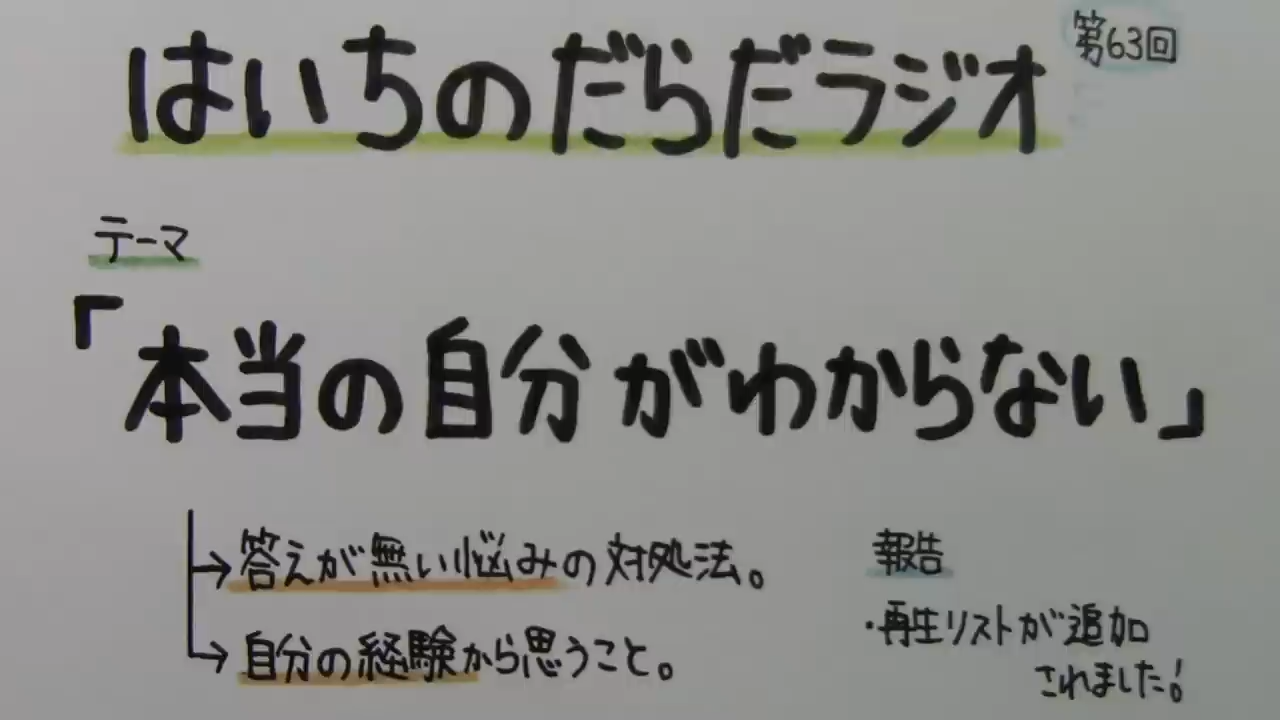 はいちのだらだラジオ
第63回
テーマ
「本当の自分がわからない」
→答えが無い悩みの対処法。
→自分の経験から思うこと。
報告
・再生リストが追加
されました!